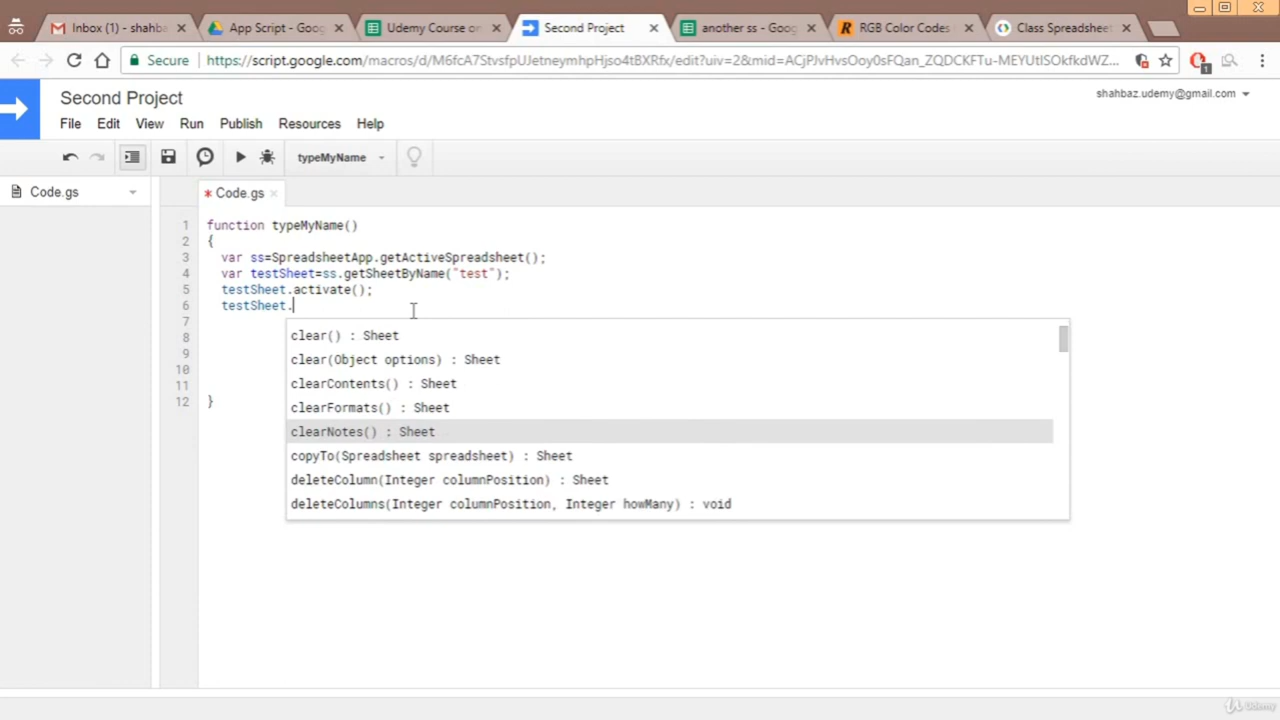 Inbox (1) - shahb
App Script - Goog
Udemy Course on
Second Project
another ss - Goog
RGB Color Codes
Class Spreadsheet
Secure
https://script.google.com/macros/d/M6fcA7StvsfpUJetneymhpHjso4tBXRfx/edit?uiv=2&mid=ACjPJvHvsOoy0sFQan_ZQDCKFTu-MEYUtlSOkfkdWZ...
1
Second Project
shahbaz.udemy@gmail.com
File Edit View Run Publish Resources Help
typeMyName
Code.gs
* Code.gs
1 function typeMyName()
2 {
3 var ss=SpreadsheetApp.getActiveSpreadsheet();
4 var testSheet=ss.getSheetByName("test");
5 testSheet.activate();
6 testSheet.
7
8
9
10
11
12 }
clear() : Sheet
clear(Object options) : Sheet
clearContents() : Sheet
clearFormats() : Sheet
clearNotes() : Sheet
copyTo(Spreadsheet spreadsheet) : Sheet
deleteColumn(Integer columnPosition) : Sheet
deleteColumns(Integer columnPosition, Integer howMany) : void
Udemy